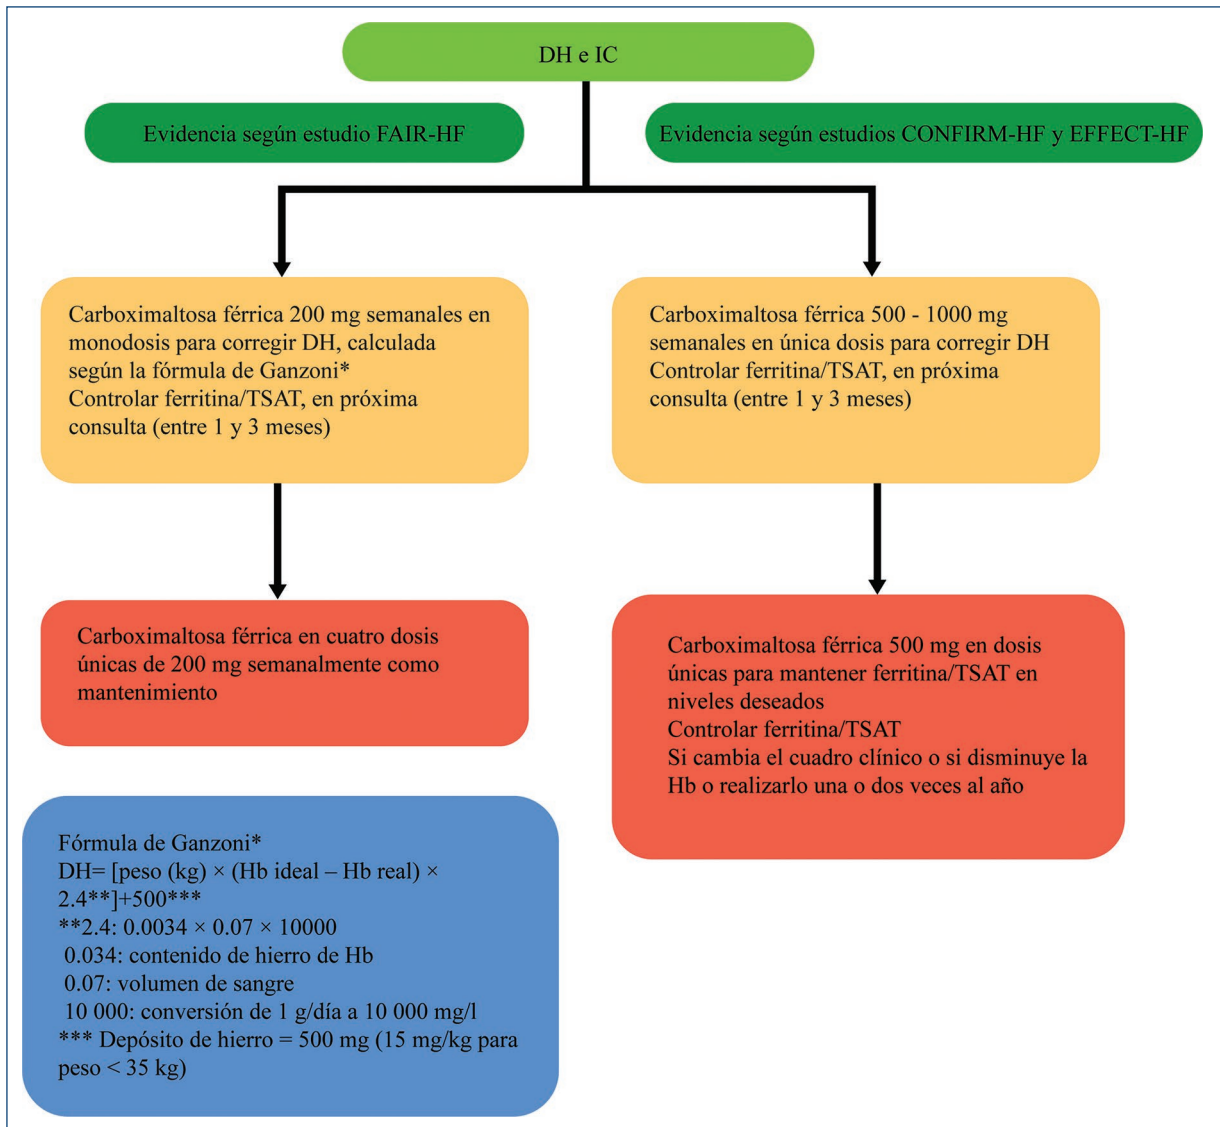 DH e IC
Evidencia según estudio FAIR-HF
Evidencia según estudios CONFIRM-HF y EFFECT-HF
Carboximaltosa férrica 200 mg semanales en
monodosis para corregir DH, calculada
según la fórmula de Ganzoni*
Controlar ferritina/TSAT, en próxima
consulta (entre 1 y 3 meses)
Carboximaltosa férrica 500 - 1000 mg
semanales en única dosis para corregir DH
Controlar ferritina/TSAT, en próxima
consulta (entre 1 y 3 meses)
Carboximaltosa férrica en cuatro dosis
únicas de 200 mg semanalmente como
mantenimiento
Carboximaltosa férrica 500 mg en dosis
únicas para mantener ferritina/TSAT en
niveles deseados
Controlar ferritina/TSAT
Si cambia el cuadro clínico o si disminuye la
Hb o realizarlo una o dos veces al año
Fórmula de Ganzoni*
DH= [peso (kg) × (Hb ideal – Hb real) ×
2.4**]+500***
**2.4: 0.0034 × 0.07 × 10000
0.034: contenido de hierro de Hb
0.07: volumen de sangre
10 000: conversión de 1 g/día a 10 000 mg/l
*** Depósito de hierro = 500 mg (15 mg/kg para
peso < 35 kg)